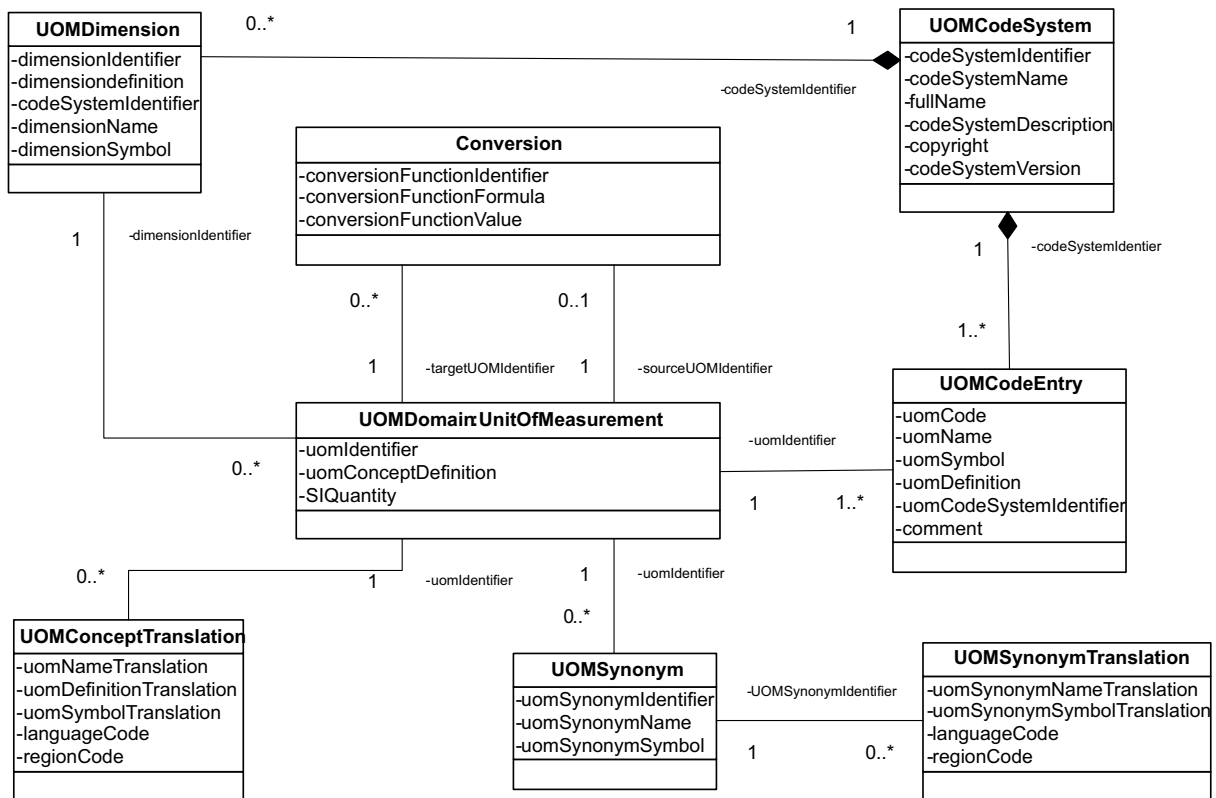 UOMDimension
-dimensionIdentifier
-dimensiondefinition
-codeSystemIdentifier
-dimensionName
-dimensionSymbol
0..*
1
-codeSystemIdentifier
UOMCodeSystem
-codeSystemIdentifier
-codeSystemName
-fullName
-codeSystemDescription
-copyright
-codeSystemVersion
Conversion
-conversionFunctionIdentifier
-conversionFunctionFormula
-conversionFunctionValue
1
-dimensionIdentifier
0..*
1
-codeSystemIdentier
1..*
0..*
1
-targetUOMIdentifier
0..1
1
-sourceUOMIdentifier
UOMDomain:UnitOfMeasurement
-uomIdentifier
-uomConceptDefinition
-SIQuantity
-uomIdentifier
1
1..*
UOMCodeEntry
-uomCode
-uomName
-uomSymbol
-uomDefinition
-uomCodeSystemIdentifier
-comment
0..*
1
-uomIdentifier
1
-uomIdentifier
0..*
UOMConceptTranslation
-uomNameTranslation
-uomDefinitionTranslation
-uomSymbolTranslation
-languageCode
-regionCode
UOMSynonym
-uomSynonymIdentifier
-uomSynonymName
-uomSynonymSymbol
-UOMSynonymIdentifier
1
0..*
UOMSynonymTranslation
-uomSynonymNameTranslation
-uomSynonymSymbolTranslation
-languageCode
-regionCode